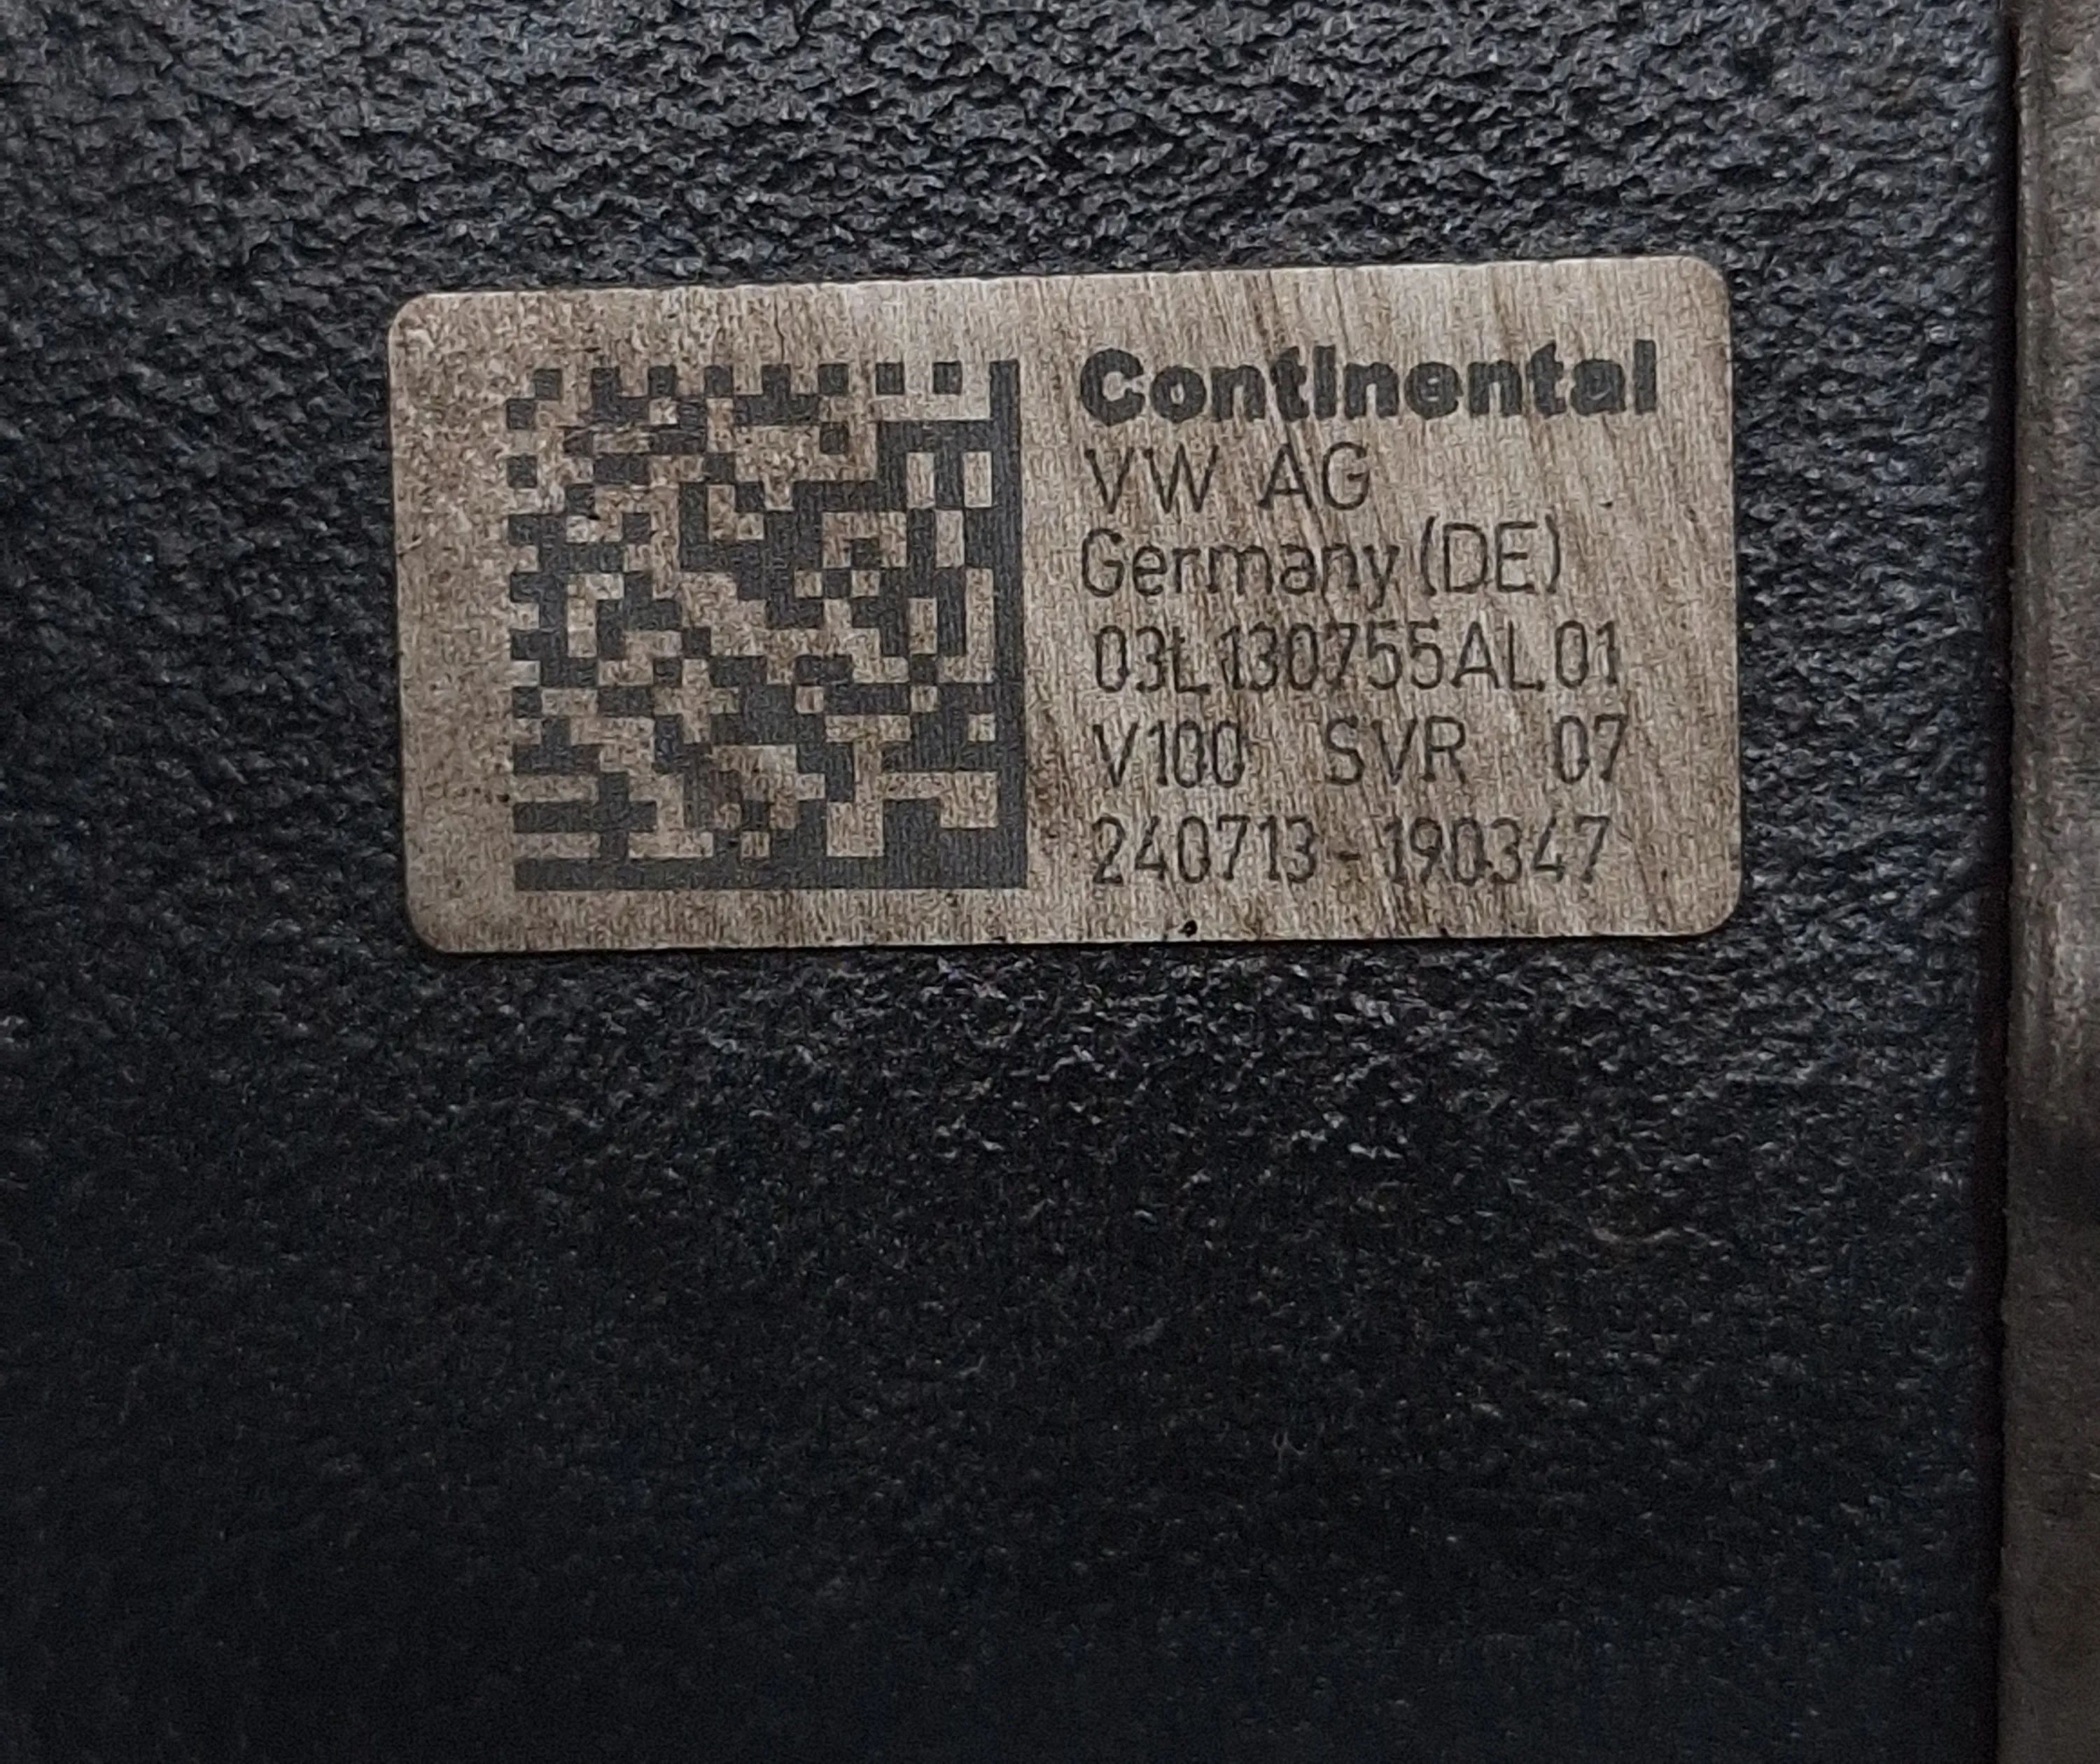 Continental
VW AG
Germany (DE)
03L130755AL01
V100 SVR 07
240713 - 190347